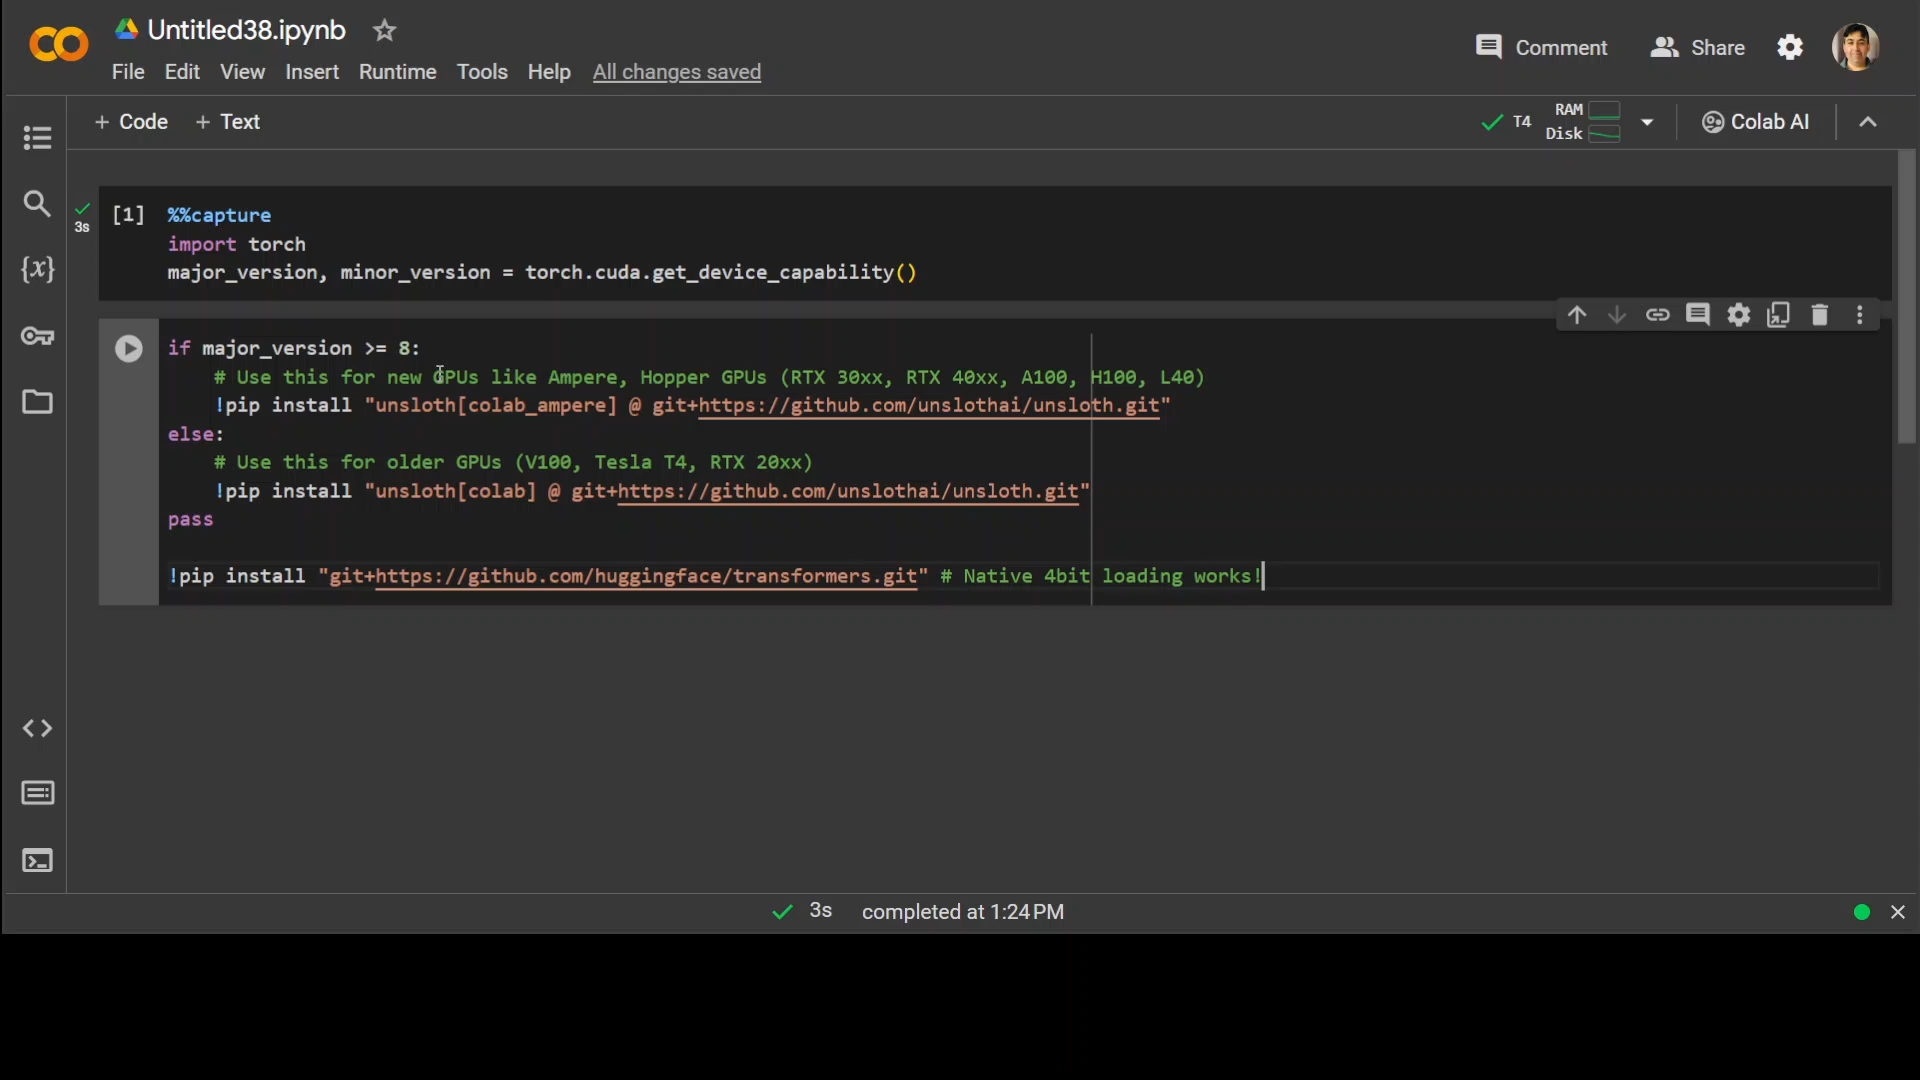 Untitled38.ipynb
Comment Share
File Edit View Insert Runtime Tools Help All changes saved
+ Code + Text
T4 RAM Disk Colab AI
[1] %%capture
3s
import torch
major_version, minor_version = torch.cuda.get_device_capability()
if major_version >= 8:
# Use this for new GPUs like Ampere, Hopper GPUs (RTX 30xx, RTX 40xx, A100, H100, L40)
!pip install "unsloth[colab_ampere] @ git+https://github.com/unslothai/unsloth.git"
else:
# Use this for older GPUs (V100, Tesla T4, RTX 20xx)
!pip install "unsloth[colab] @ git+https://github.com/unslothai/unsloth.git"
pass
!pip install "git+https://github.com/huggingface/transformers.git" # Native 4bit loading works!
3s completed at 1:24 PM